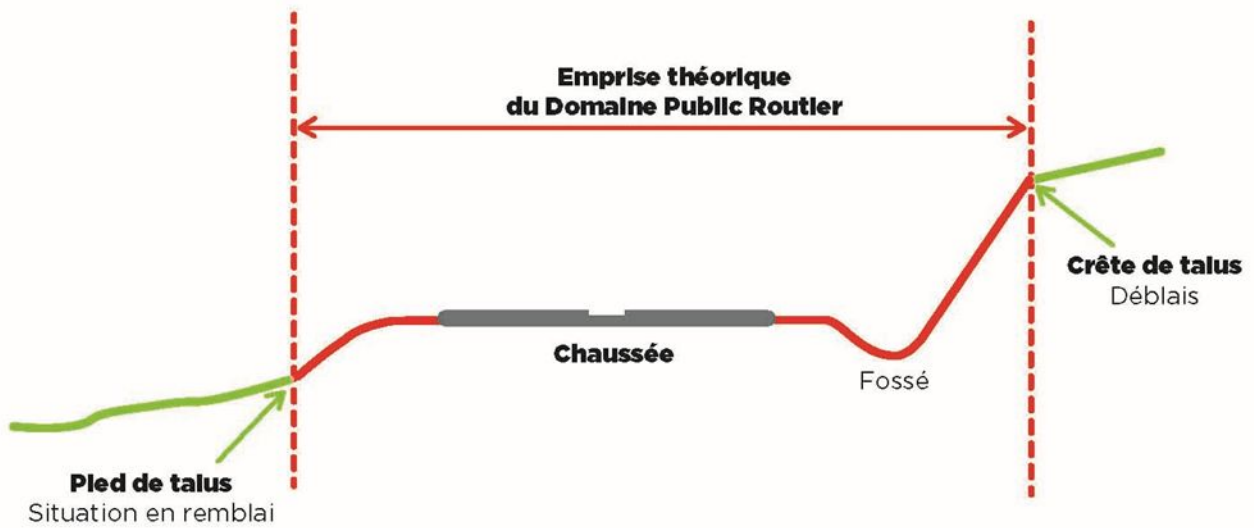 Emprise théorique
du Domaine Public Routier
Crête de talus
Déblais
Chaussée
Fossé
Pied de talus
Situation en remblai